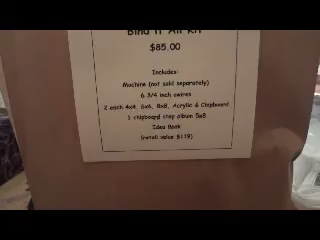 Bind It All Kit
$85.00
Includes:
Machine (not sold separately)
6 3/4 inch owires
2 each 4x4, 6x6, 8x8, Acrylic & Chipboard
1 chipboard step album 5x8
Idea Book
(retail value $119)